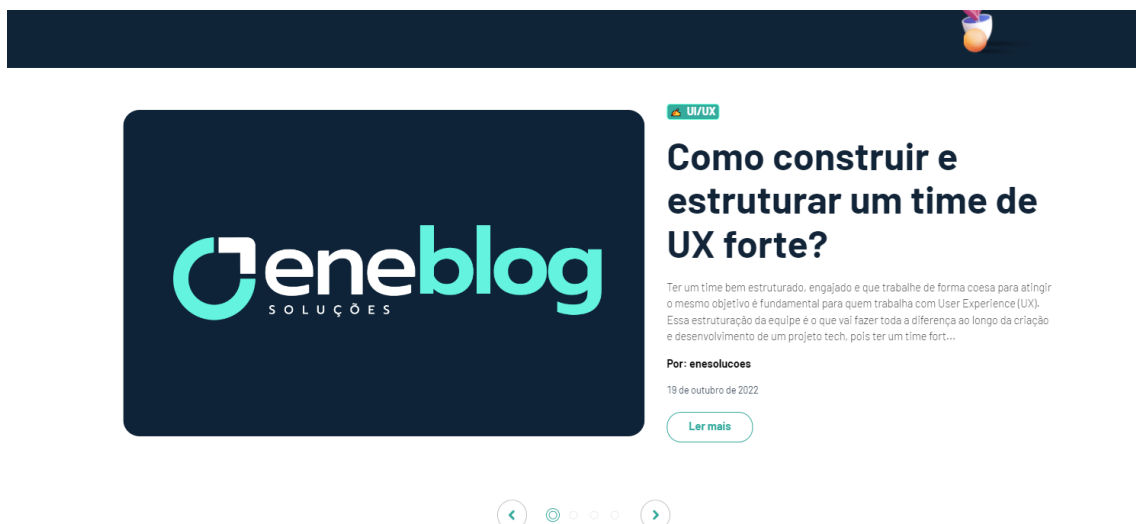 UI/UX
Como construir e
estruturar um time de
UX forte?
eneblog
SOLUÇÕES
Ter um time bem estruturado, engajado e que trabalhe de forma coesa para atingir
o mesmo objetivo é fundamental para quem trabalha com User Experience (UX).
Essa estruturação da equipe é o que vai fazer toda a diferença ao longo da criação
e desenvolvimento de um projeto tech, pois ter um time fort...
Por: enesolucoes
19 de outubro de 2022
Ler mais